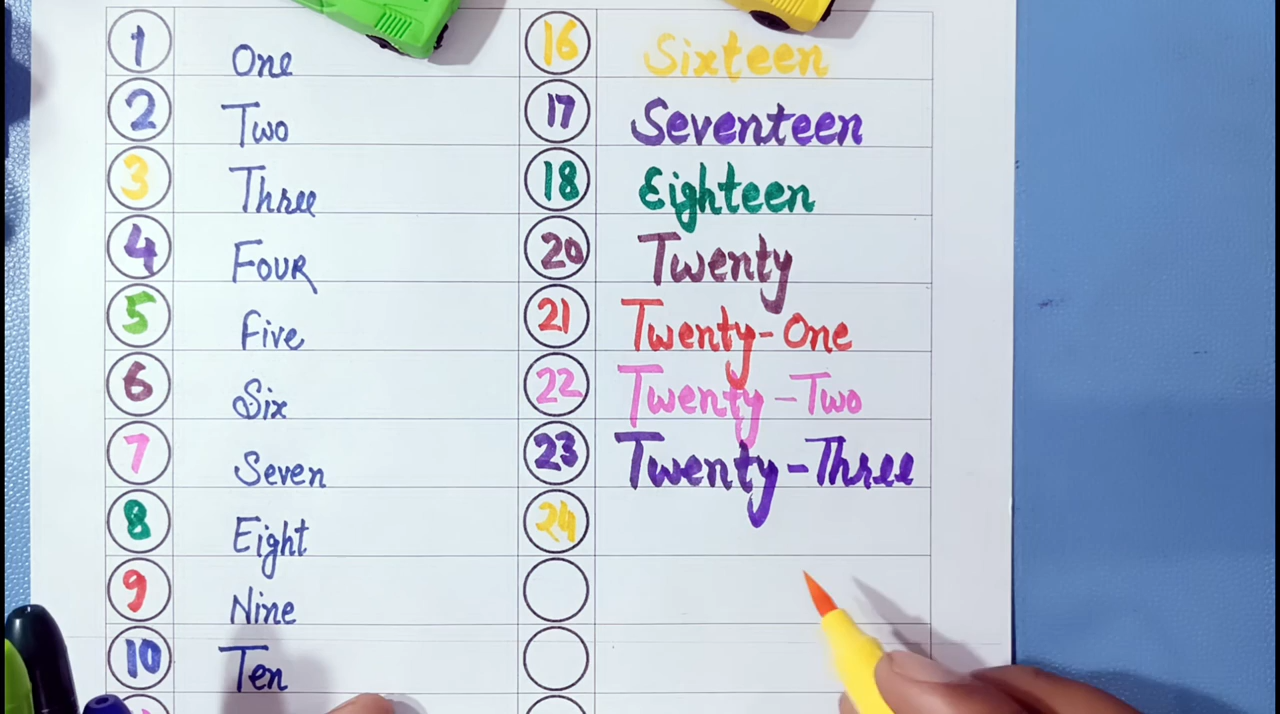 1 One
2 Two
3 Three
4 FOUR
5 Five
6 Six
7 Seven
8 Eight
9 Nine
10 Ten
16 Sixteen
17 Seventeen
18 Eighteen
20 Twenty
21 Twenty-One
22 Twenty-Two
23 Twenty-Three
24